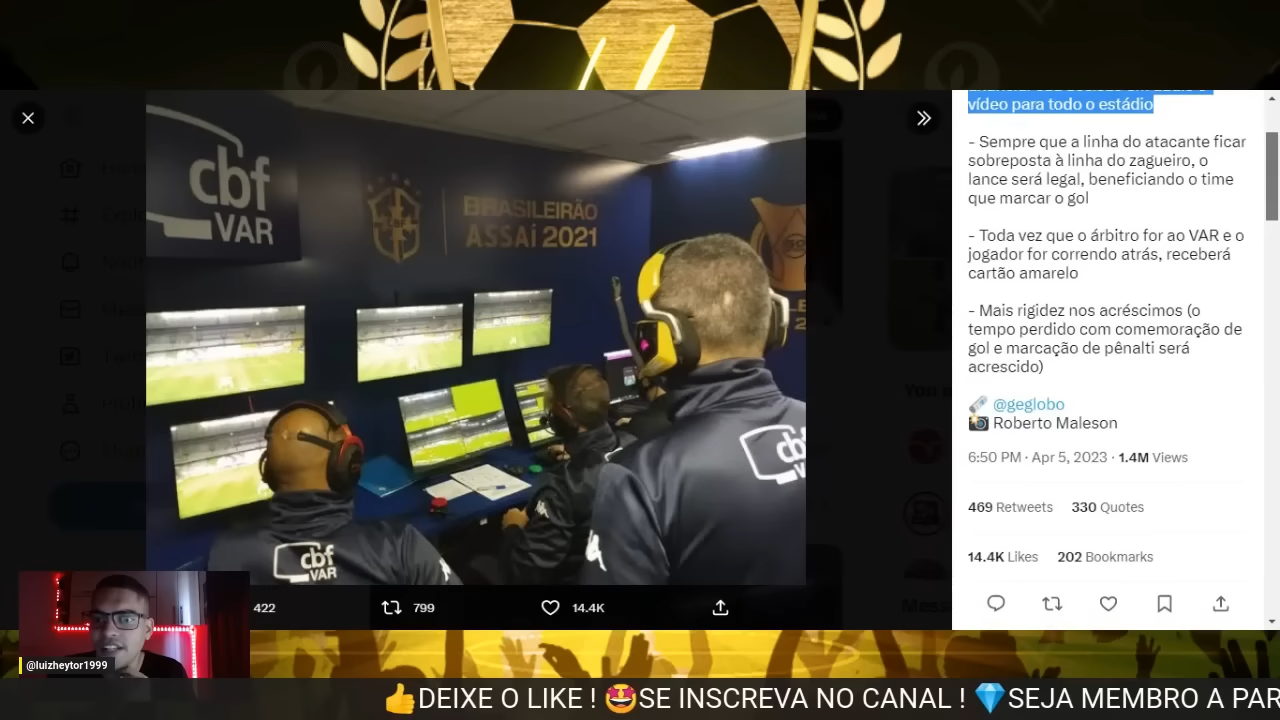 vídeo para todo o estádio
- Sempre que a linha do atacante ficar
sobreposta à linha do zagueiro, o
lance será legal, beneficiando o time
que marcar o gol
- Toda vez que o árbitro for ao VAR e o
jogador for correndo atrás, receberá
cartão amarelo
- Mais rigidez nos acréscimos (o
tempo perdido com comemoração de
gol e marcação de pênalti será
acrescido)
🗞️ @geglobo
📸 Roberto Maleson
6:50 PM · Apr 5, 2023 · 1.4M Views
469 Retweets 330 Quotes
14.4K Likes 202 Bookmarks
cbf
VAR
BRASILEIRÃO
ASSAÍ 2021
cbf
VAR
cb
VA
422 799 14.4K
@luizheytor1999
👍DEIXE O LIKE ! 🤩SE INSCREVA NO CANAL ! 💎SEJA MEMBRO A PAR